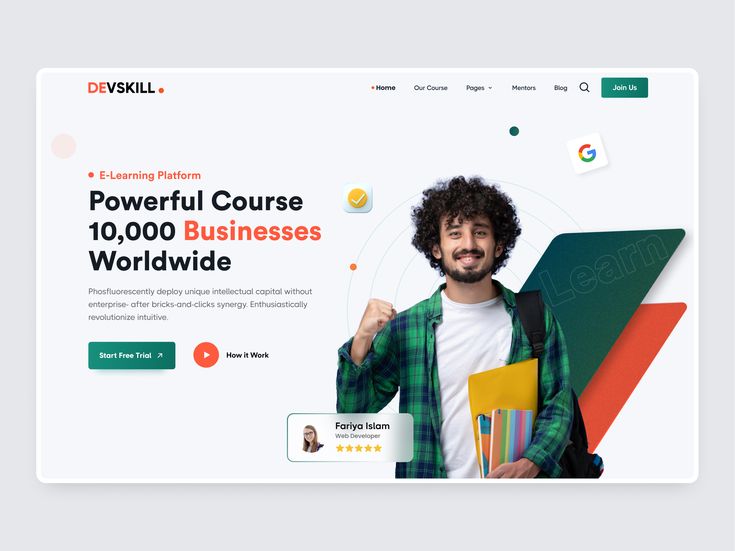 DEVSKILL
Home
Our Course
Pages
Mentors
Blog
Join Us
E-Learning Platform
Powerful Course
10,000 Businesses
Worldwide
Phosfluorescently deploy unique intellectual capital without
enterprise- after bricks-and-clicks synergy. Enthusiastically
revolutionize intuitive.
Start Free Trial
How it Work
Learn
Fariya Islam
Web Developer